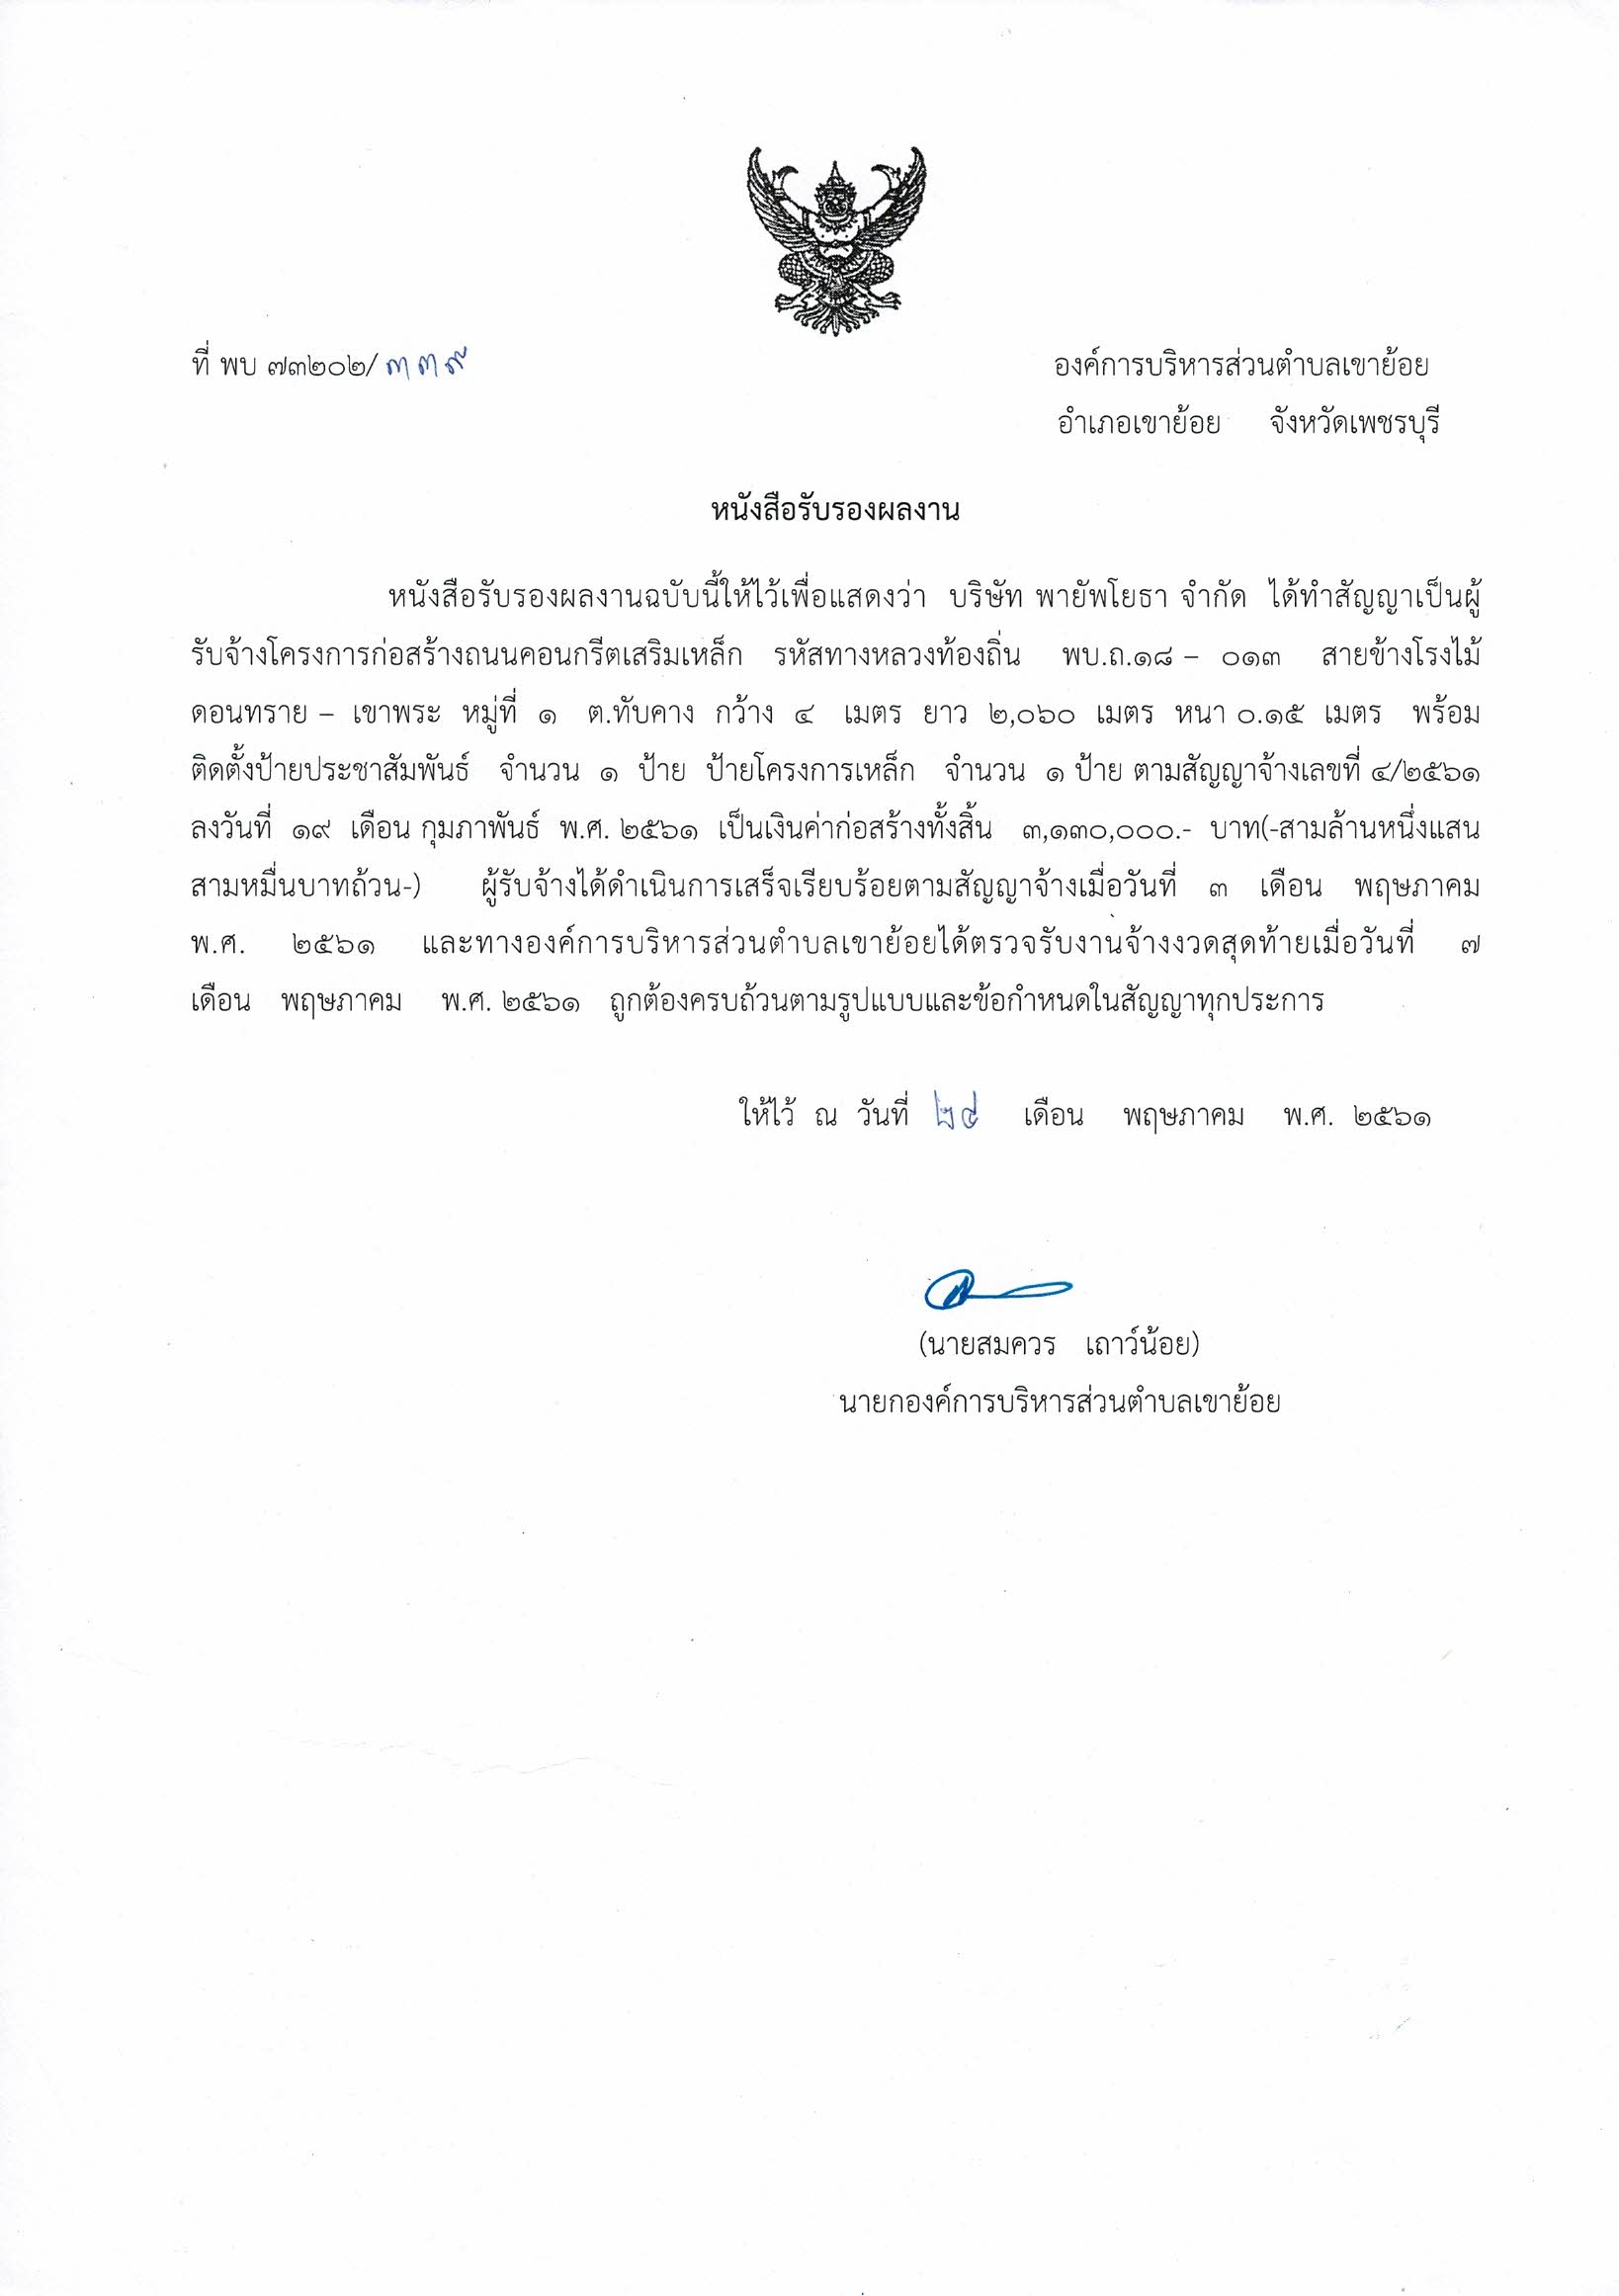 ที่ พบ ๗๓๒๐๒/๓๓๙
องค์การบริหารส่วนตำบลเขาย้อย
อำเภอเขาย้อย จังหวัดเพชรบุรี
หนังสือรับรองผลงาน
หนังสือรับรองผลงานฉบับนี้ให้ไว้เพื่อแสดงว่า บริษัท พายัพโยธา จำกัด ได้ทำสัญญาเป็นผู้
รับจ้างโครงการก่อสร้างถนนคอนกรีตเสริมเหล็ก รหัสทางหลวงท้องถิ่น พบ.ถ.๑๘ – ๐๑๓ สายข้างโรงไม้
ดอนทราย – เขาพระ หมู่ที่ ๑ ต.ทับคาง กว้าง ๔ เมตร ยาว ๒,๐๖๐ เมตร หนา ๐.๑๕ เมตร พร้อม
ติดตั้งป้ายประชาสัมพันธ์ จำนวน ๑ ป้าย ป้ายโครงการเหล็ก จำนวน ๑ ป้าย ตามสัญญาจ้างเลขที่ ๔/๒๕๖๑
ลงวันที่ ๑๙ เดือน กุมภาพันธ์ พ.ศ. ๒๕๖๑ เป็นเงินค่าก่อสร้างทั้งสิ้น ๓,๑๓๐,๐๐๐.- บาท(-สามล้านหนึ่งแสน
สามหมื่นบาทถ้วน-) ผู้รับจ้างได้ดำเนินการเสร็จเรียบร้อยตามสัญญาจ้างเมื่อวันที่ ๓ เดือน พฤษภาคม
พ.ศ. ๒๕๖๑ และทางองค์การบริหารส่วนตำบลเขาย้อยได้ตรวจรับงานจ้างงวดสุดท้ายเมื่อวันที่ ๗
เดือน พฤษภาคม พ.ศ. ๒๕๖๑ ถูกต้องครบถ้วนตามรูปแบบและข้อกำหนดในสัญญาทุกประการ
ให้ไว้ ณ วันที่ เดือน พฤษภาคม พ.ศ. ๒๕๖๑
(นายสมควร เถาว์น้อย)
นายกองค์การบริหารส่วนตำบลเขาย้อย